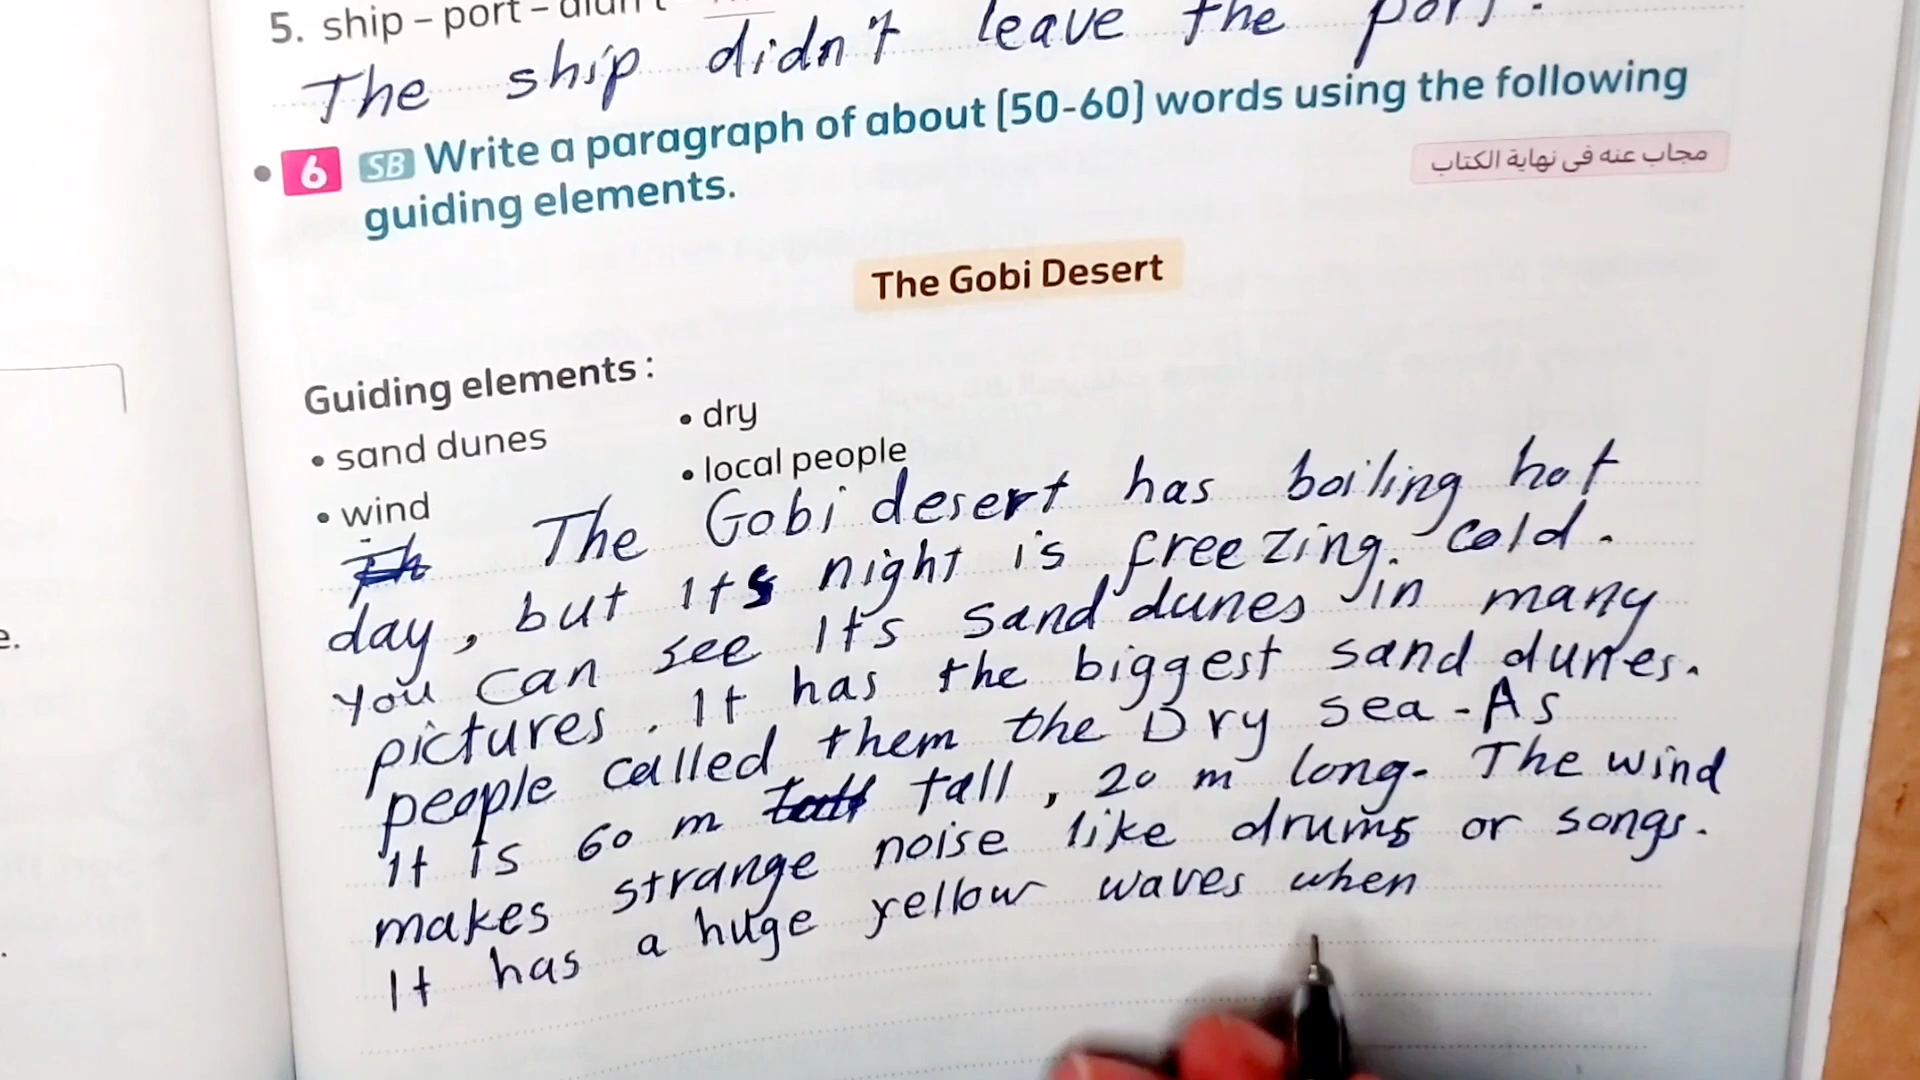 5. ship – port – didn't
The ship didn't leave the port.
6 SB Write a paragraph of about (50-60) words using the following
guiding elements.
مجاب عنه فى نهاية الكتاب
The Gobi Desert
Guiding elements :
• sand dunes
• dry
• wind
• local people
The Gobi desert has boiling hot
day, but its night is freezing. cold.
You can see its sand dunes in many
pictures. It has the biggest sand dunes.
people called them the Dry sea. As
It is 60 m tall, 20 m long. The wind
makes strange noise like drums or songs.
It has a huge yellow waves when
e.